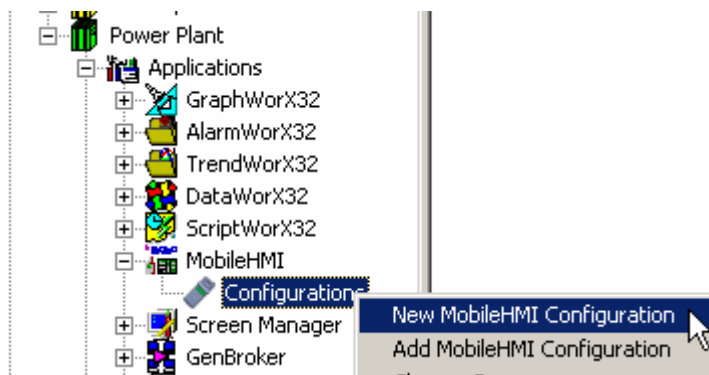 Power Plant
Applications
GraphWorX32
AlarmWorX32
TrendWorX32
DataWorX32
ScriptWorX32
MobileHMI
Configurations
New MobileHMI Configuration
Screen Manager
Add MobileHMI Configuration
GenBroker